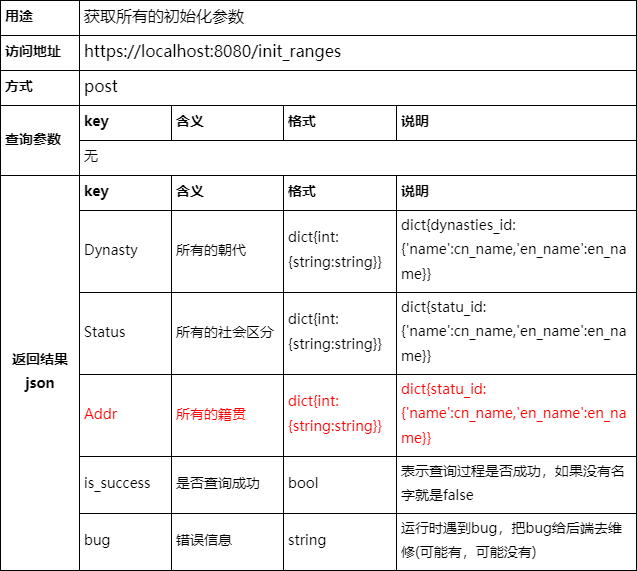 用途 获取所有的初始化参数
访问地址 https://localhost:8080/init_ranges
方式 post
查询参数 key 含义 格式 说明
无
返回结果
json
key 含义 格式 说明
Dynasty 所有的朝代 dict{int:
{string:string}}
dict{dynasties_id:
{'name':cn_name,'en_name':en_na
me}}
Status 所有的社会区分 dict{int:
{string:string}}
dict{statu_id:
{'name':cn_name,'en_name':en_na
me}}
Addr 所有的籍贯 dict{int:
{string:string}}
dict{statu_id:
{'name':cn_name,'en_name':en_na
me}}
is_success 是否查询成功 bool 表示查询过程是否成功，如果没有名
字就是false
bug 错误信息 string 运行时遇到bug，把bug给后端去维
修(可能有，可能没有)